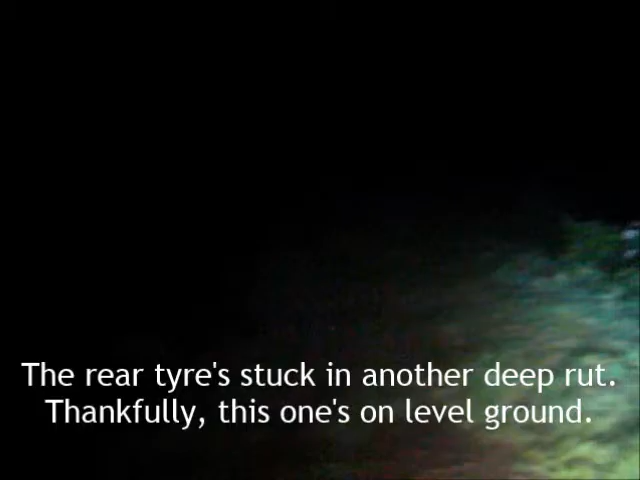 The rear tyre's stuck in another deep rut.
Thankfully, this one's on level ground.